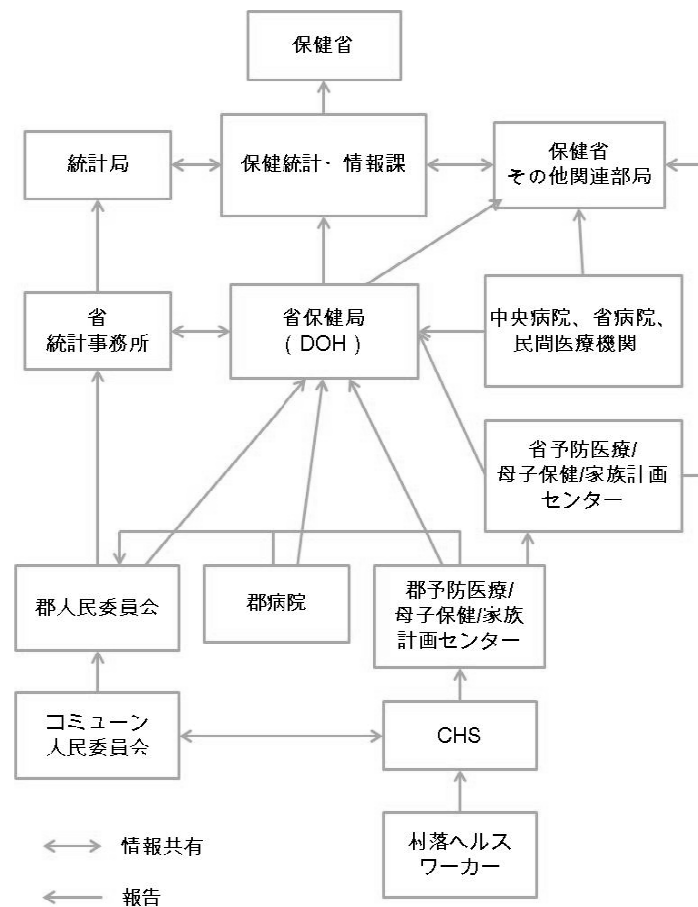 保健省
統計局
保健統計・情報課
保健省
その他関連部局
省
統計事務所
省保健局
( DOH )
中央病院、省病院、
民間医療機関
省予防医療/
母子保健/家族計画
センター
郡人民委員会
郡病院
郡予防医療/
母子保健/家族
計画センター
コミューン
人民委員会
CHS
村落ヘルス
ワーカー
情報共有
報告